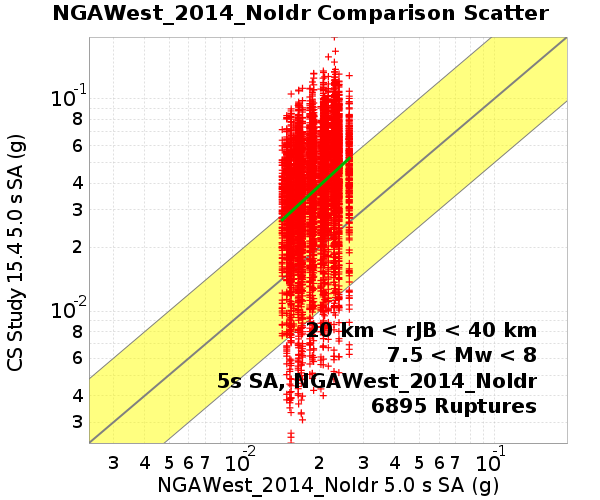 NGAWest_2014_NoIdr Comparison Scatter
CS Study 15.4 5.0 s SA (g)
10-1
8
6
4
3
2
10-2
8
6
4
3
20 km < rJB < 40 km
7.5 < Mw < 8
5s SA, NGAWest_2014_NoIdr
6895 Ruptures
3 4 5 6 7 10-2 2 3 4 5 6 7 10-1
NGAWest_2014_NoIdr 5.0 s SA (g)